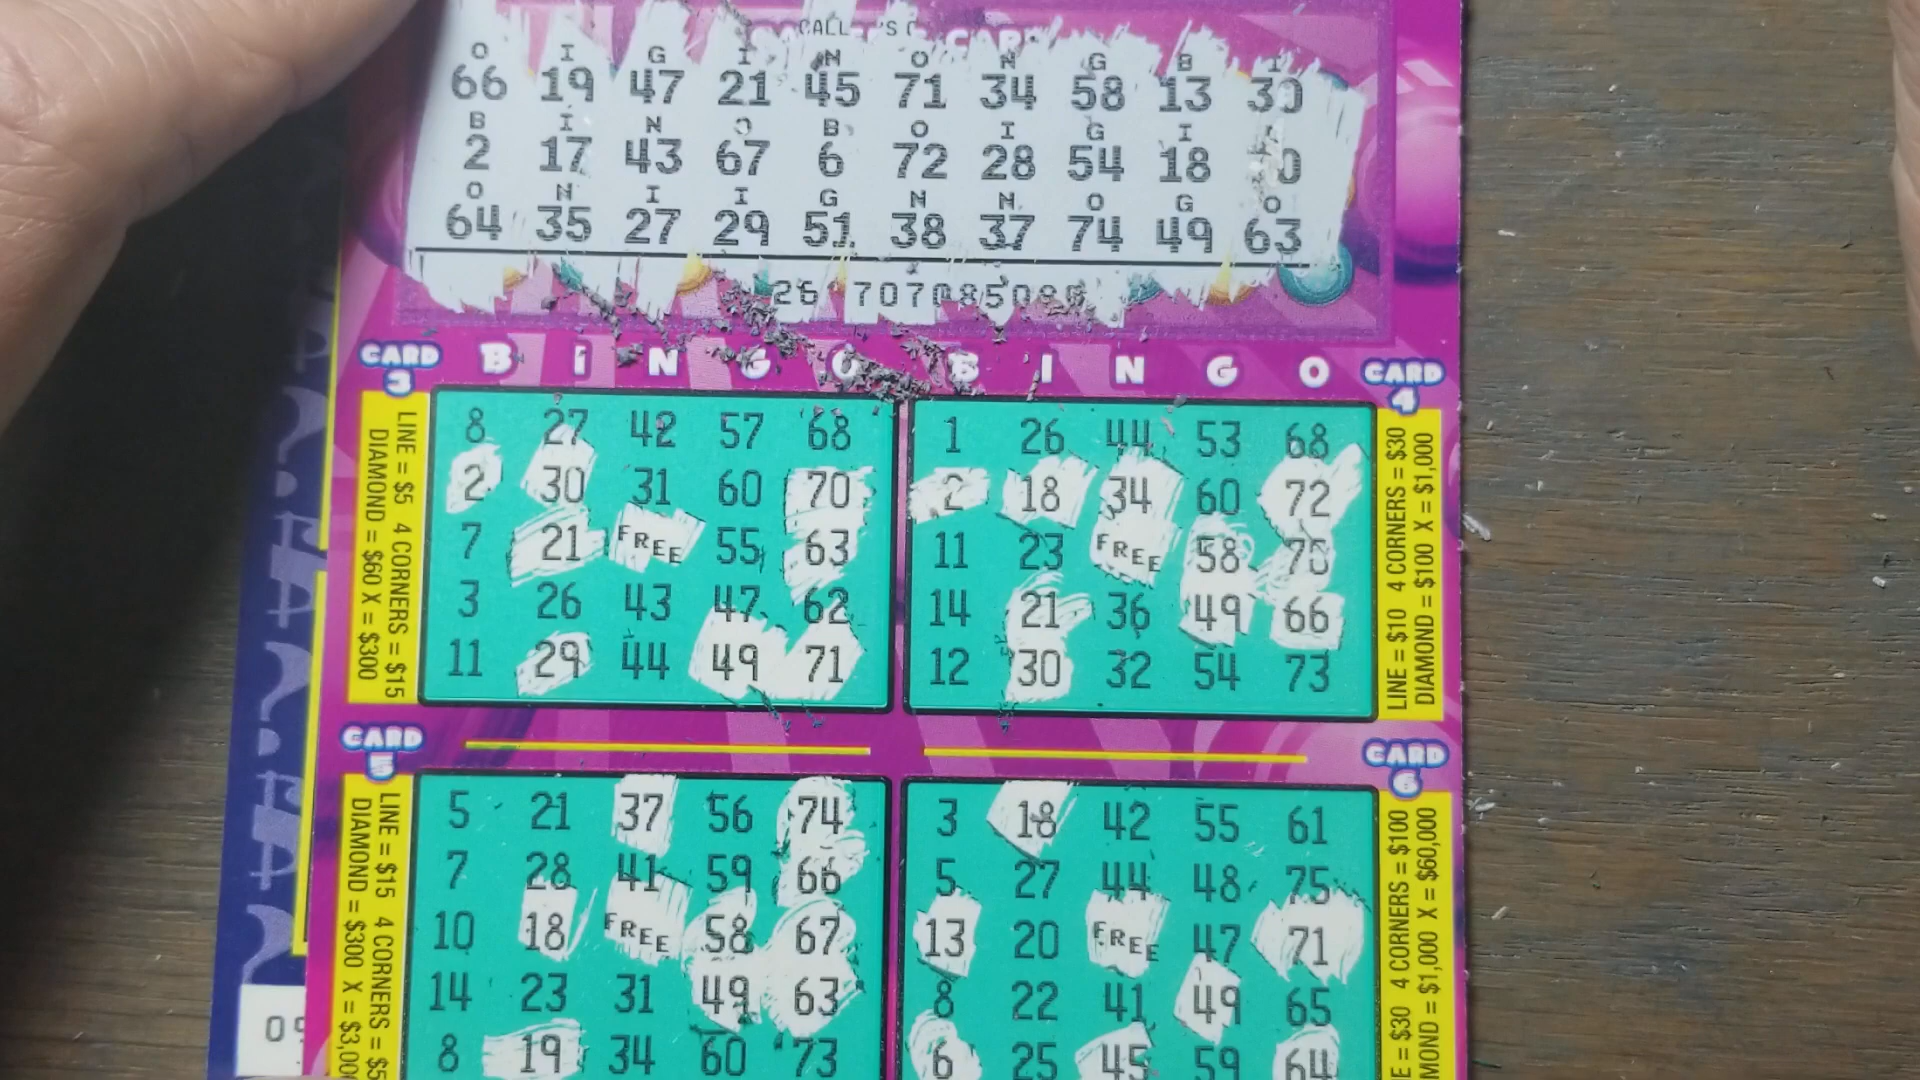 CALL 'S C
O I G I N O N G B I
66 19 47 21 45 71 34 58 13 30
B I N O B O I G I
2 17 43 67 6 72 28 54 18 0
O N I I G N N O G O
64 35 27 29 51 38 37 74 49 63
CARD 3
B I N G O
LINE = $5 4 CORNERS = $15
DIAMOND = $60 X = $300
8 27 42 57 68
2 30 31 60 70
7 21 FREE 55 63
3 26 43 47 62
11 29 44 49 71
B I N G O
CARD 4
1 26 44 53 68
2 18 34 60 72
11 23 FREE 58 70
14 21 36 49 66
12 30 32 54 73
LINE = $10 4 CORNERS = $30
DIAMOND = $100 X = $1,000
CARD 5
LINE = $15 4 CORNERS = $5
DIAMOND = $300 X = $3,00
5 21 37 56 74
7 28 41 59 66
10 18 FREE 58 67
14 23 31 49 63
8 19 34 60 73
CARD 6
3 18 42 55 61
5 27 44 48 75
13 20 FREE 47 71
8 22 41 49 65
6 25 45 59 64
E = $30 4 CORNERS = $100
MOND = $1,000 X = $60,000
09